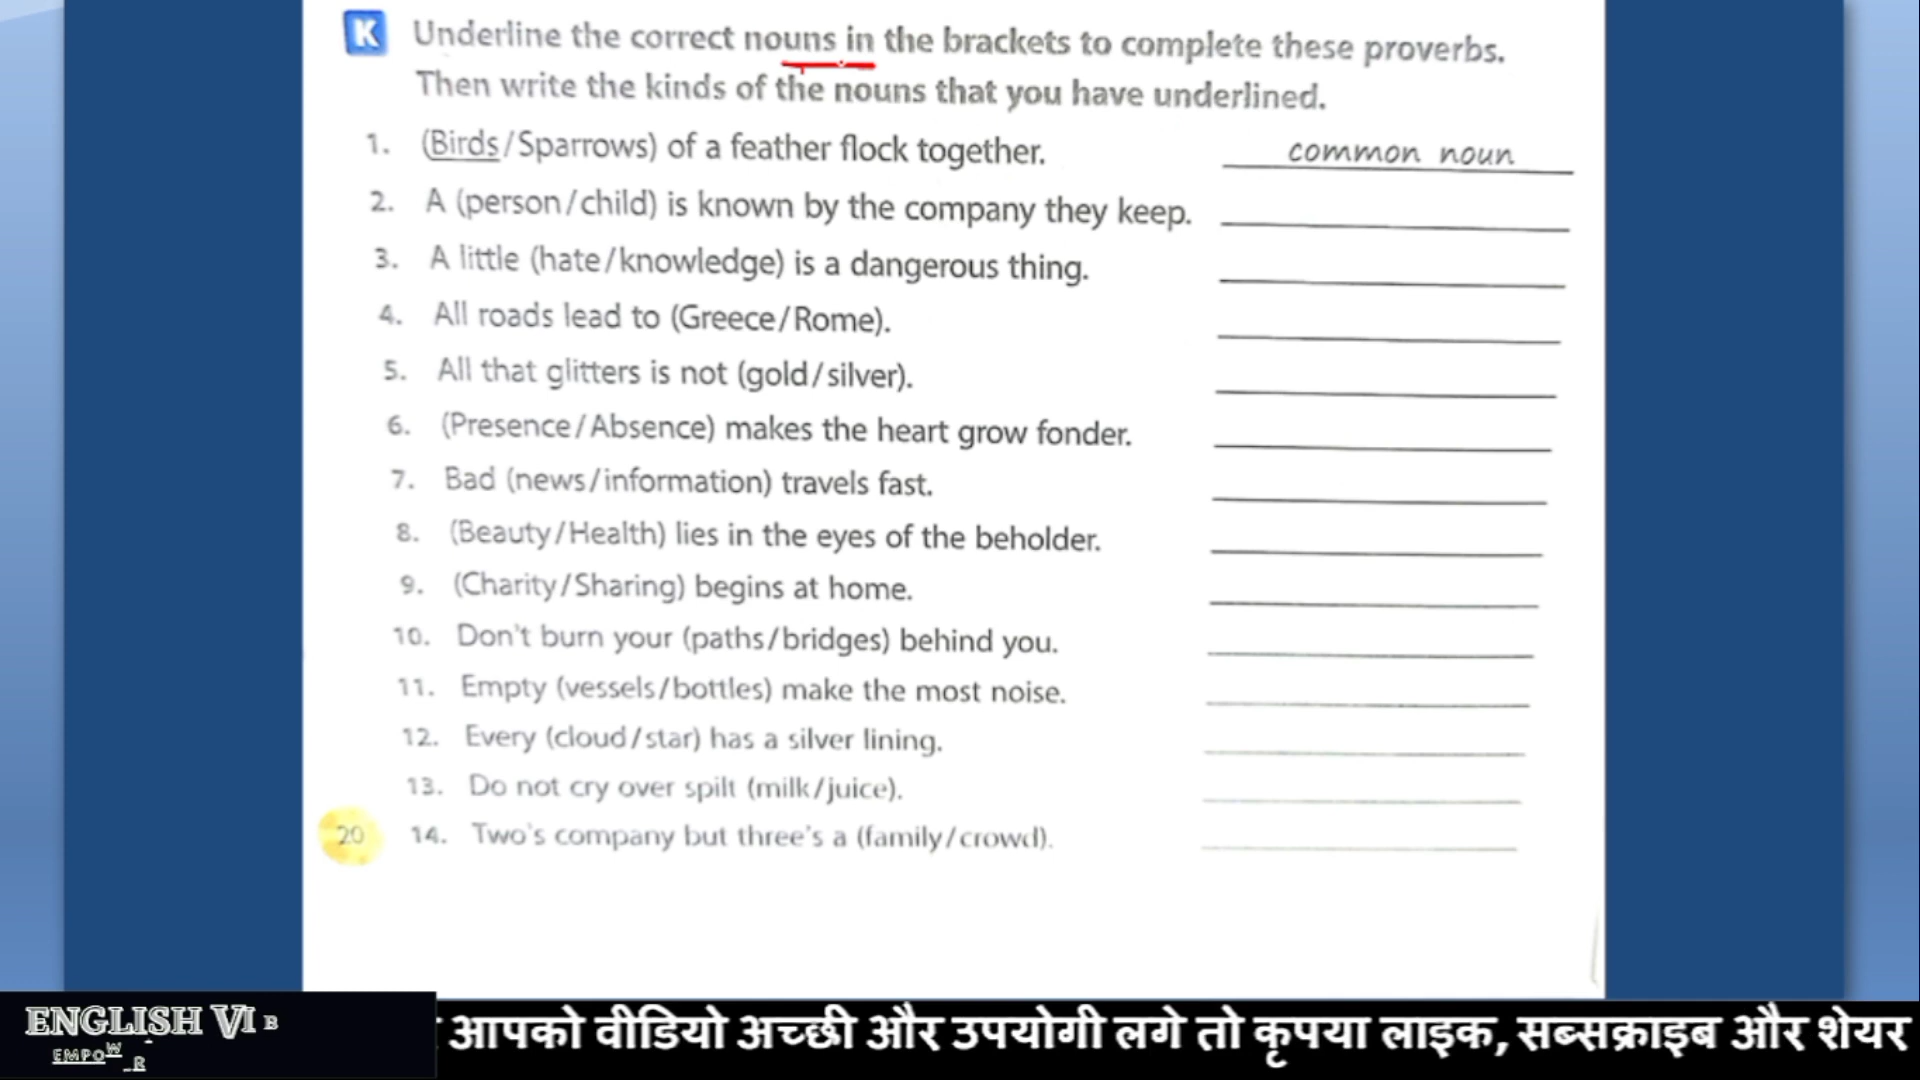 K Underline the correct nouns in the brackets to complete these proverbs.
Then write the kinds of the nouns that you have underlined.
1. (Birds/Sparrows) of a feather flock together. common noun
2. A (person/child) is known by the company they keep.
3. A little (hate/knowledge) is a dangerous thing.
4. All roads lead to (Greece/Rome).
5. All that glitters is not (gold/silver).
6. (Presence/Absence) makes the heart grow fonder.
7. Bad (news/information) travels fast.
8. (Beauty/Health) lies in the eyes of the beholder.
9. (Charity/Sharing) begins at home.
10. Don't burn your (paths/bridges) behind you.
11. Empty (vessels/bottles) make the most noise.
12. Every (cloud/star) has a silver lining.
13. Do not cry over spilt (milk/juice).
20 14. Two's company but three's a (family/crowd).
ENGLISH VI B
EMPOW R
आपको वीडियो अच्छी और उपयोगी लगे तो कृपया लाइक, सब्सक्राइब और शेयर